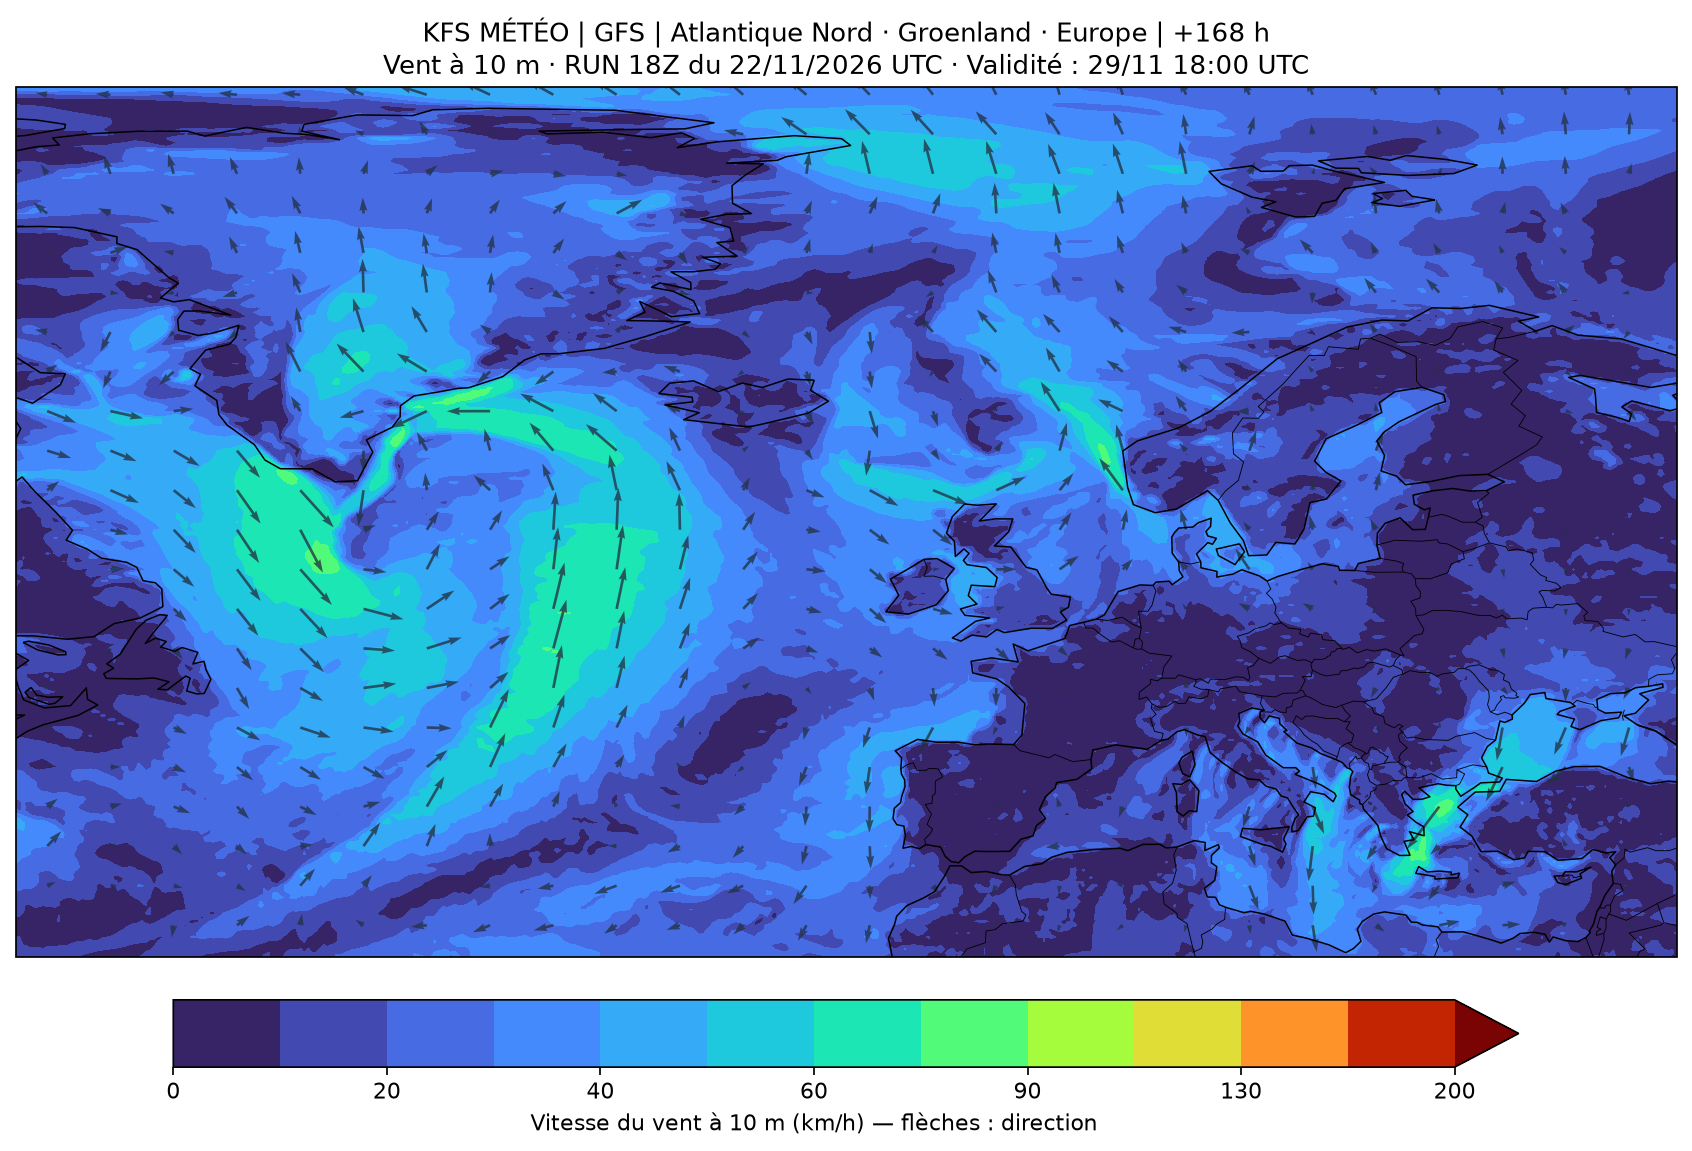 KFS MÉTÉO | GFS | Atlantique Nord · Groenland · Europe | +168 h
Vent à 10 m · RUN 18Z du 22/11/2026 UTC · Validité : 29/11 18:00 UTC
0 20 40 60 90 130 200
Vitesse du vent à 10 m (km/h) — flèches : direction